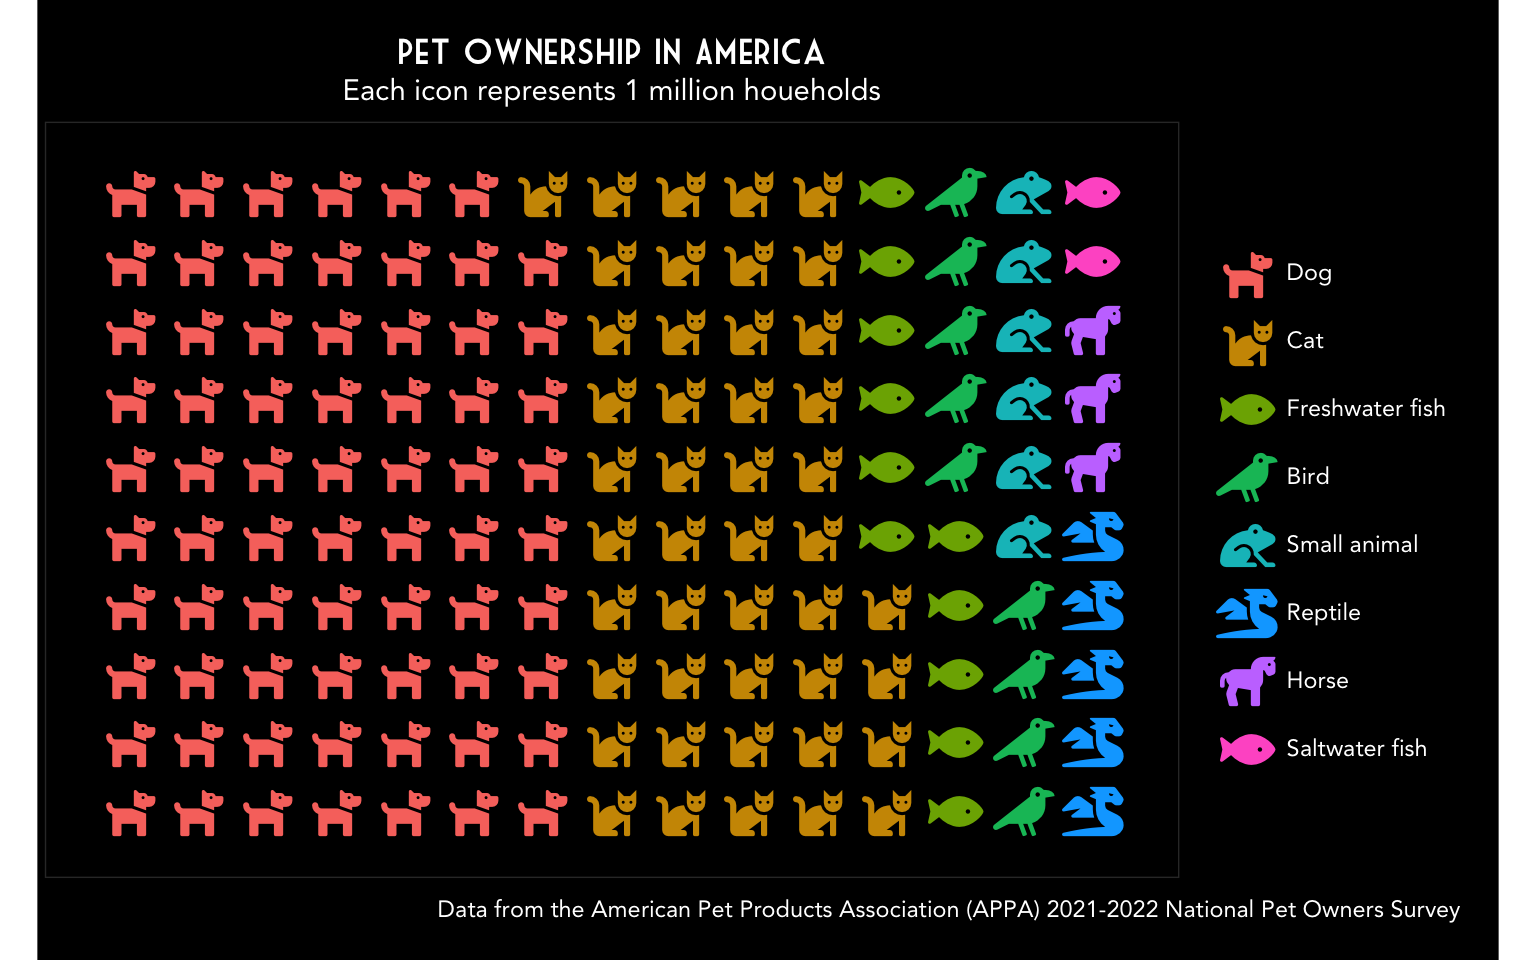 PET OWNERSHIP IN AMERICA
Each icon represents 1 million houeholds
Dog
Cat
Freshwater fish
Bird
Small animal
Reptile
Horse
Saltwater fish
Data from the American Pet Products Association (APPA) 2021-2022 National Pet Owners Survey